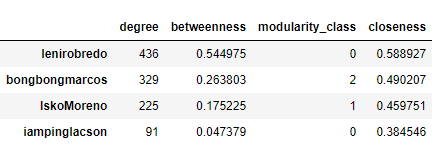 degree betweenness modularity_class closeness
lenirobredo 436 0.544975 0 0.588927
bongbongmarcos 329 0.263803 2 0.490207
IskoMoreno 225 0.175225 1 0.459751
iampinglacson 91 0.047379 0 0.384546